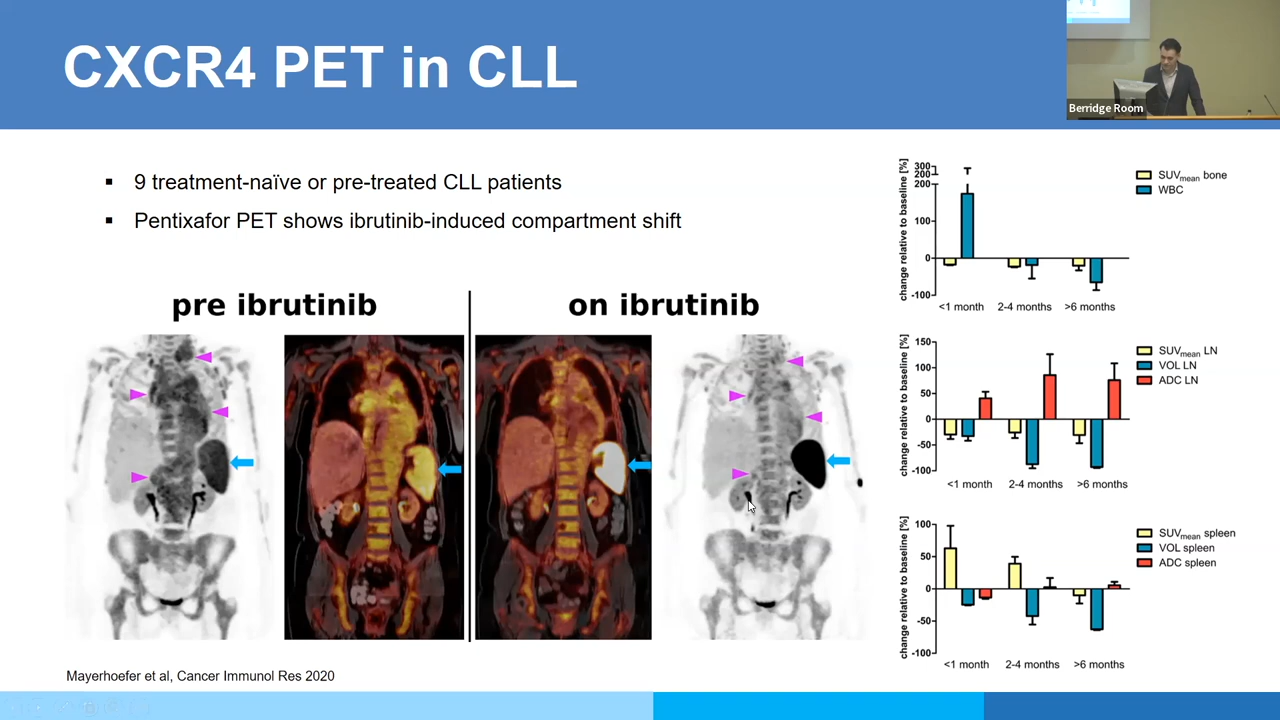 CXCR4 PET in CLL
Berridge Room
9 treatment-naïve or pre-treated CLL patients
Pentixafor PET shows ibrutinib-induced compartment shift
pre ibrutinib
on ibrutinib
change relative to baseline [%]
300
200
200
100
0
-100
<1 month
2-4 months
>6 months
SUVmean bone
WBC
change relative to baseline [%]
150
100
50
0
-50
-100
<1 month
2-4 months
>6 months
SUVmean LN
VOL LN
ADC LN
change relative to baseline [%]
100
50
0
-50
-100
<1 month
2-4 months
>6 months
SUVmean spleen
VOL spleen
ADC spleen
Mayerhoefer et al, Cancer Immunol Res 2020